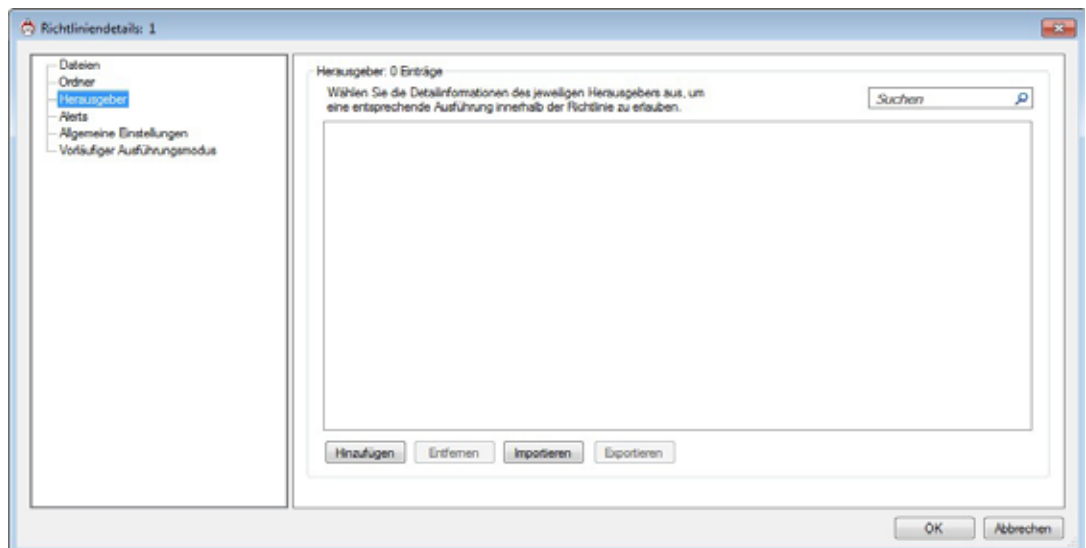 Richtliniendetails: 1
Dateien
Ordner
Herausgeber
Alerts
Allgemeine Einstellungen
Vorläufiger Ausführungsmodus
Herausgeber: 0 Einträge
Wählen Sie die Detailinformationen des jeweiligen Herausgebers aus, um
eine entsprechende Ausführung innerhalb der Richtlinie zu erlauben.
Suchen
Hinzufügen Entfernen Importieren Exportieren
OK Abbrechen